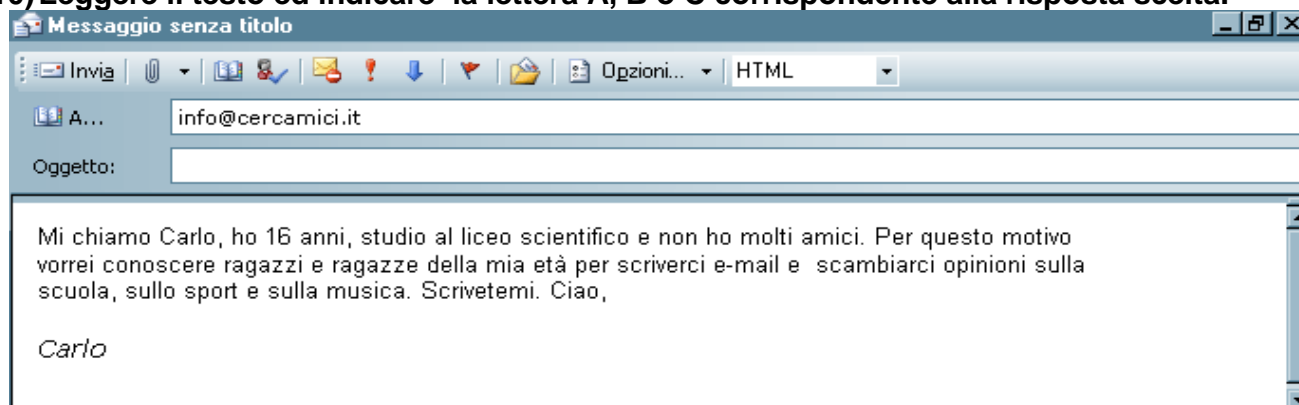 Leggere il testo ed indicare la lettera A, B o C corrispondente alla risposta scelta.
Messaggio senza titolo
Invia Opzioni... HTML
A... info@cercamici.it
Oggetto:
Mi chiamo Carlo, ho 16 anni, studio al liceo scientifico e non ho molti amici. Per questo motivo
vorrei conoscere ragazzi e ragazze della mia età per scriverci e-mail e scambiarci opinioni sulla
scuola, sullo sport e sulla musica. Scrivetemi. Ciao,
Carlo